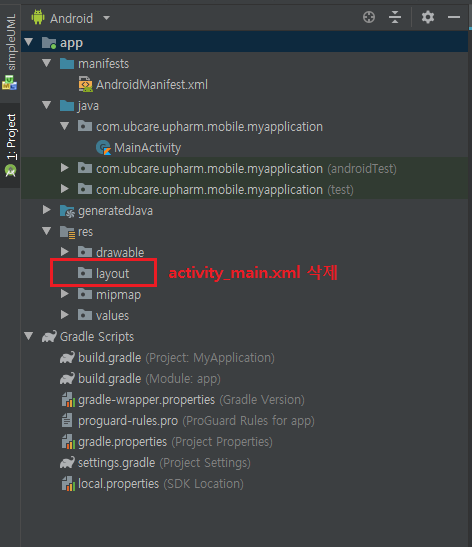 Android
simpleUML
1: Project
app
manifests
AndroidManifest.xml
java
com.ubcare.upharm.mobile.myapplication
MainActivity
com.ubcare.upharm.mobile.myapplication (androidTest)
com.ubcare.upharm.mobile.myapplication (test)
generatedJava
res
drawable
layout activity_main.xml 삭제
mipmap
values
Gradle Scripts
build.gradle (Project: MyApplication)
build.gradle (Module: app)
gradle-wrapper.properties (Gradle Version)
proguard-rules.pro (ProGuard Rules for app)
gradle.properties (Project Properties)
settings.gradle (Project Settings)
local.properties (SDK Location)